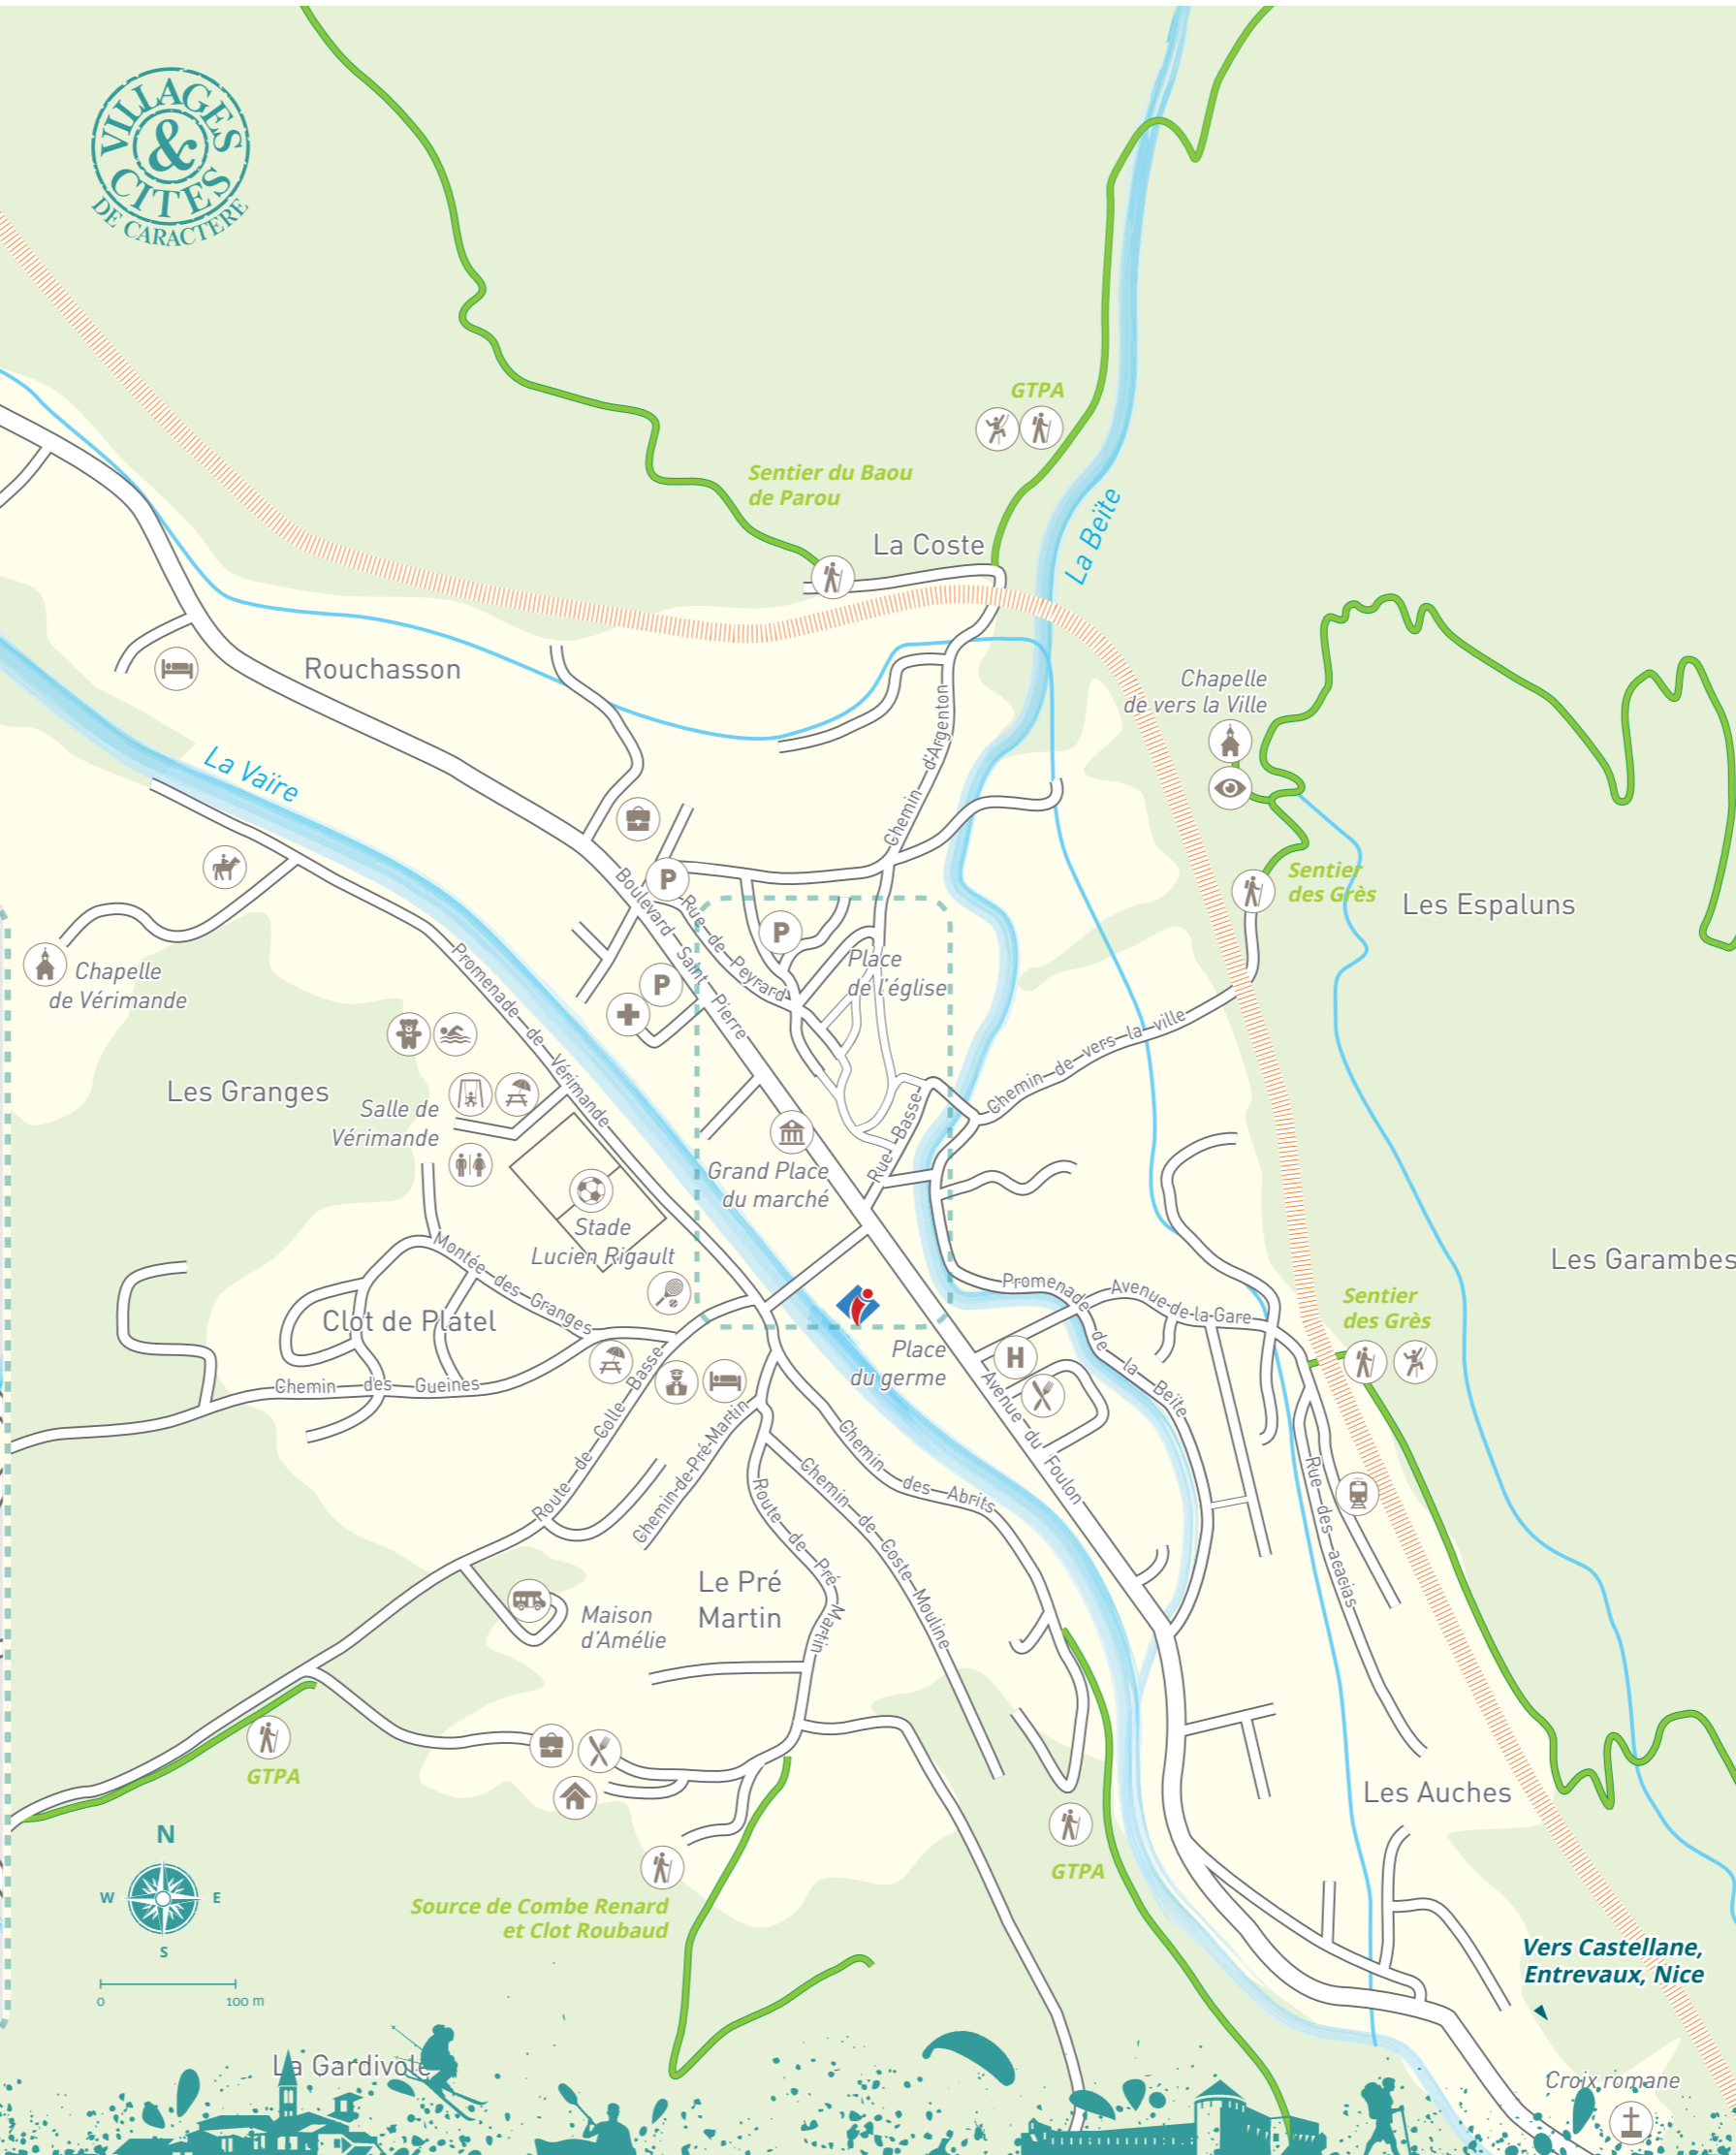 VILLAGES
&
CITES
DE CARACTERE
GTPA
Sentier du Baou
de Parou
La Coste
La Beïte
Rouchasson
Chapelle
de vers la Ville
Chemin d'Argenton
La Vaïre
Sentier
des Grès
Les Espaluns
P
Boulevard Saint Pierre
Rue de Peyrard
P
Place
de l'église
Chapelle
de Vérimande
Promenade de Vérimande
P
Chemin de vers la ville
Les Granges
Salle de
Vérimande
Rue Basse
Grand Place
du marché
Stade
Lucien Rigault
Montée des Granges
Les Garambes
Promenade de la Beïte
Avenue de la Gare
Sentier
des Grès
Clot de Platel
Place
du germe
H
Chemin des Gueines
Route de Colle Basse
Chemin de Pré Martin
Avenue du Foulon
Chemin des Abrits
Chemin de Coste Mouline
Route de Pré Martin
Rue des acacias
Le Pré
Martin
Maison
d'Amélie
GTPA
Les Auches
N
W
E
S
GTPA
Source de Combe Renard
et Clot Roubaud
0
100 m
Vers Castellane,
Entrevaux, Nice
La Gardivole
Croix romane